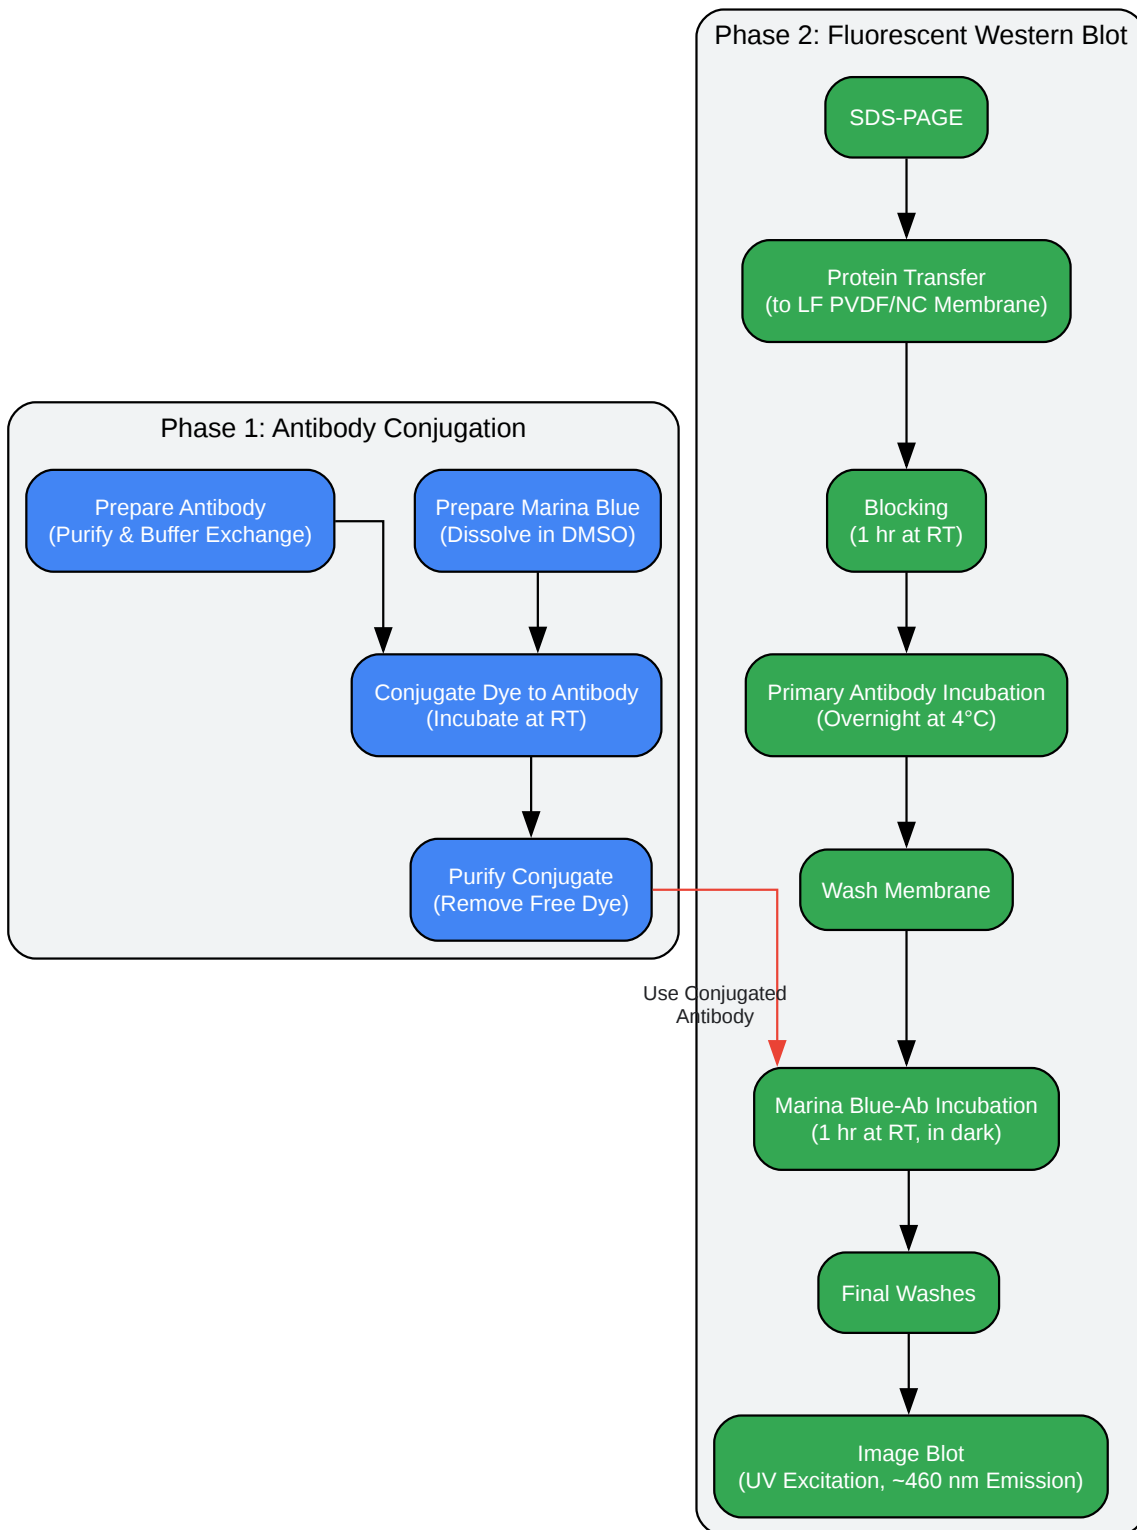 Phase 1: Antibody Conjugation
Prepare Antibody
(Purify & Buffer Exchange)
Prepare Marina Blue
(Dissolve in DMSO)
Conjugate Dye to Antibody
(Incubate at RT)
Purify Conjugate
(Remove Free Dye)
Use Conjugated
Antibody
Phase 2: Fluorescent Western Blot
SDS-PAGE
Protein Transfer
(to LF PVDF/NC Membrane)
Blocking
(1 hr at RT)
Primary Antibody Incubation
(Overnight at 4°C)
Wash Membrane
Marina Blue-Ab Incubation
(1 hr at RT, in dark)
Final Washes
Image Blot
(UV Excitation, ~460 nm Emission)